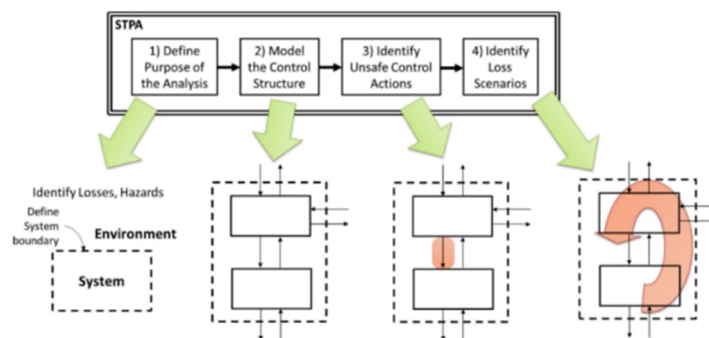 STPA
1) Define
Purpose of
the Analysis
2) Model
the Control
Structure
3) Identify
Unsafe Control
Actions
4) Identify
Loss
Scenarios
Identify Losses, Hazards
Define
System
boundary
Environment
System